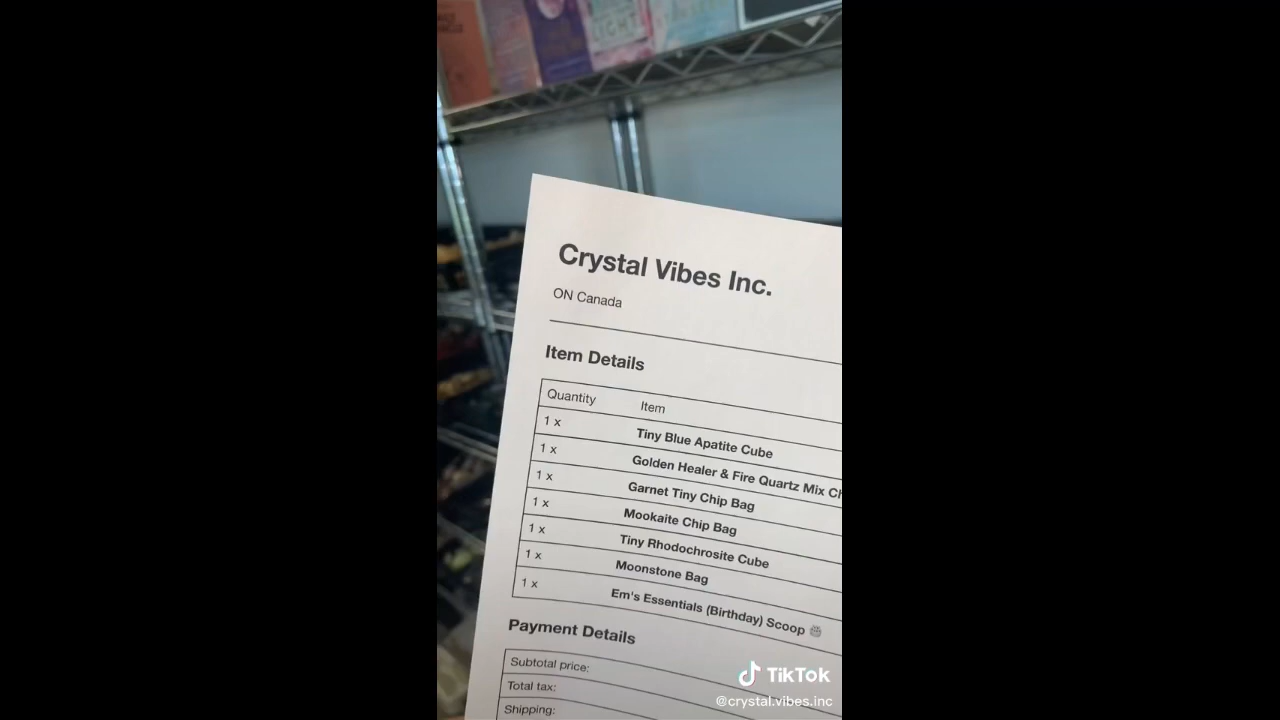 LIGHT
Crystal Vibes Inc.
ON Canada
Item Details
Quantity Item
1 x Tiny Blue Apatite Cube
1 x Golden Healer & Fire Quartz Mix Ch
1 x Garnet Tiny Chip Bag
1 x Mookaite Chip Bag
1 x Tiny Rhodochrosite Cube
1 x Moonstone Bag
1 x Em's Essentials (Birthday) Scoop
Payment Details
Subtotal price:
Total tax:
Shipping:
TikTok
@crystal.vibes.inc